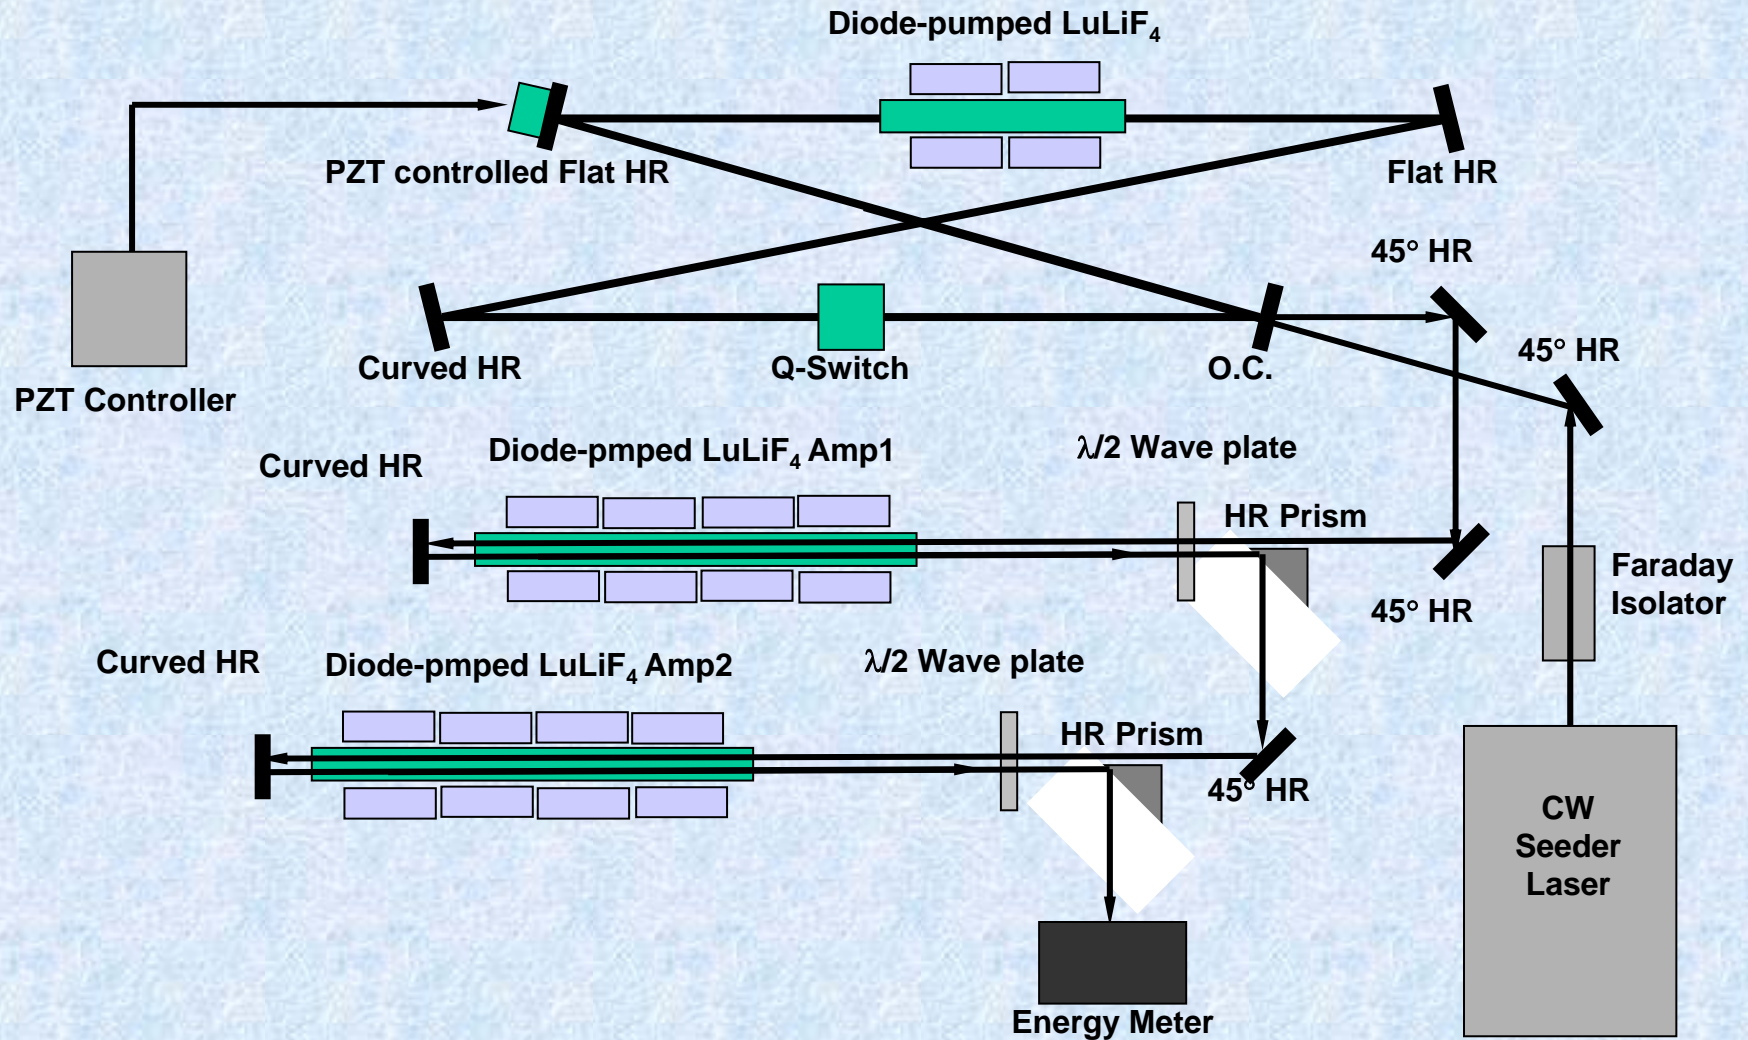 Diode-pumped LuLiF₄
PZT controlled Flat HR
Flat HR
45° HR
45° HR
Curved HR
Q-Switch
O.C.
PZT Controller
Diode-pmped LuLiF₄ Amp1
λ/2 Wave plate
Curved HR
HR Prism
Faraday
Isolator
45° HR
Curved HR
Diode-pmped LuLiF₄ Amp2
λ/2 Wave plate
HR Prism
45° HR
CW
Seeder
Laser
Energy Meter